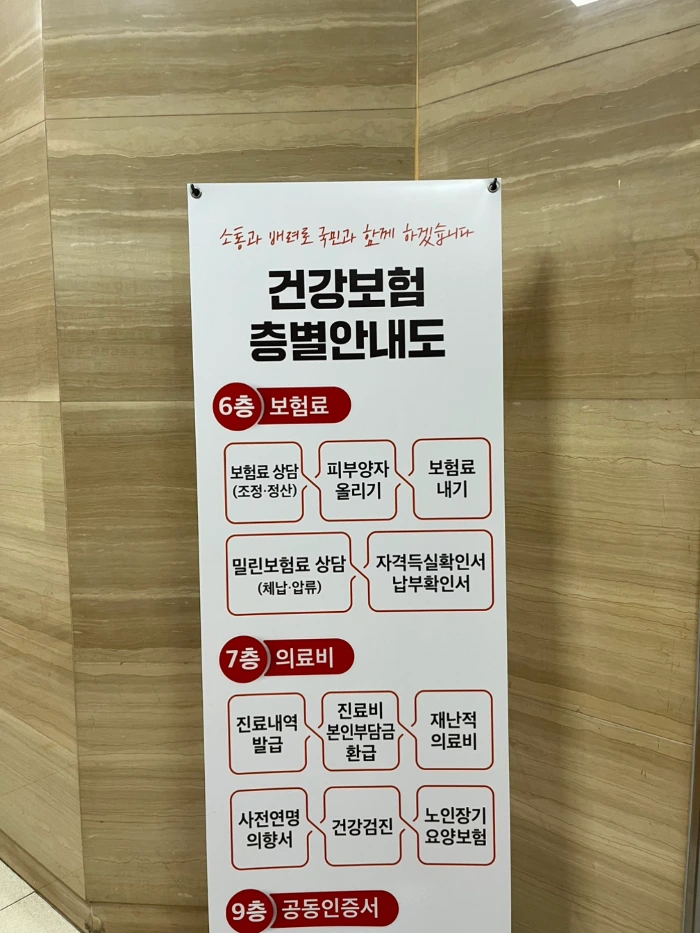 소통과 배려로 국민과 함께 하겠습니다
건강보험
층별안내도
6층 보험료
보험료 상담
(조정·정산)
피부양자
올리기
보험료
내기
밀린보험료 상담
(체납·압류)
자격득실확인서
납부확인서
7층 의료비
진료내역
발급
진료비
본인부담금
환급
재난적
의료비
사전연명
의향서
건강검진
노인장기
요양보험
9층 공동인증서